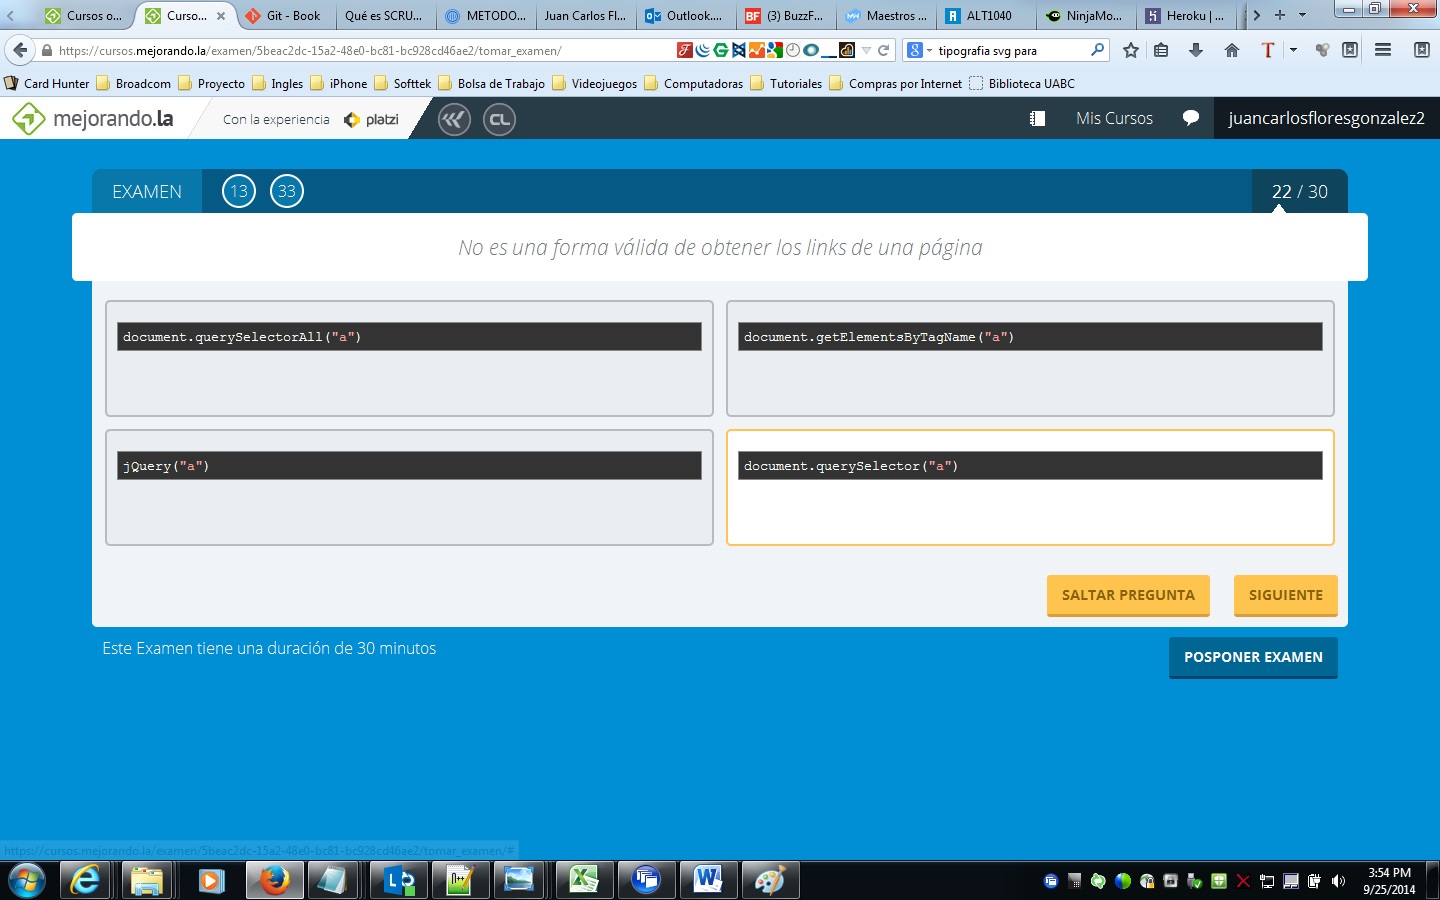 Cursos o...
Curso...
Git - Book
Qué es SCRU...
METODO...
Juan Carlos Fl...
Outlook....
(3) BuzzF...
Maestros ...
ALT1040
NinjaMo...
Heroku | ...
https://cursos.mejorando.la/examen/5beac2dc-15a2-48e0-bc81-bc928cd46ae2/tomar_examen/
tipografia svg para
Card Hunter
Broadcom
Proyecto
Ingles
iPhone
Softtek
Bolsa de Trabajo
Videojuegos
Computadoras
Tutoriales
Compras por Internet
Biblioteca UABC
mejorando.la
Con la experiencia
platzi
CL
Mis Cursos
juancarlosfloresgonzalez2
EXAMEN
13
33
22 / 30
No es una forma válida de obtener los links de una página
document.querySelectorAll("a")
document.getElementsByTagName("a")
jQuery("a")
document.querySelector("a")
SALTAR PREGUNTA
SIGUIENTE
Este Examen tiene una duración de 30 minutos
POSPONER EXAMEN
https://cursos.mejorando.la/examen/5beac2dc-15a2-48e0-bc81-bc928cd46ae2/tomar_examen/#
3:54 PM
9/25/2014